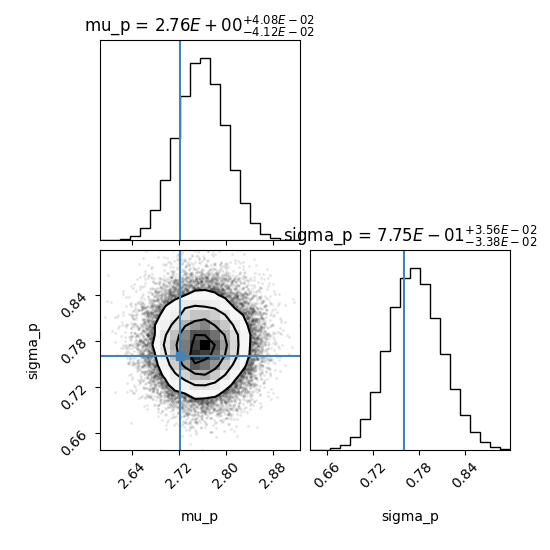 mu_p = 2.76E + 00+4.08E − 02 −4.12E − 02
sigma_p = 7.75E − 01+3.56E − 02 −3.38E − 02
sigma_p
0.84
0.78
0.72
0.66
2.64 2.72 2.80 2.88
mu_p
0.66 0.72 0.78 0.84
sigma_p